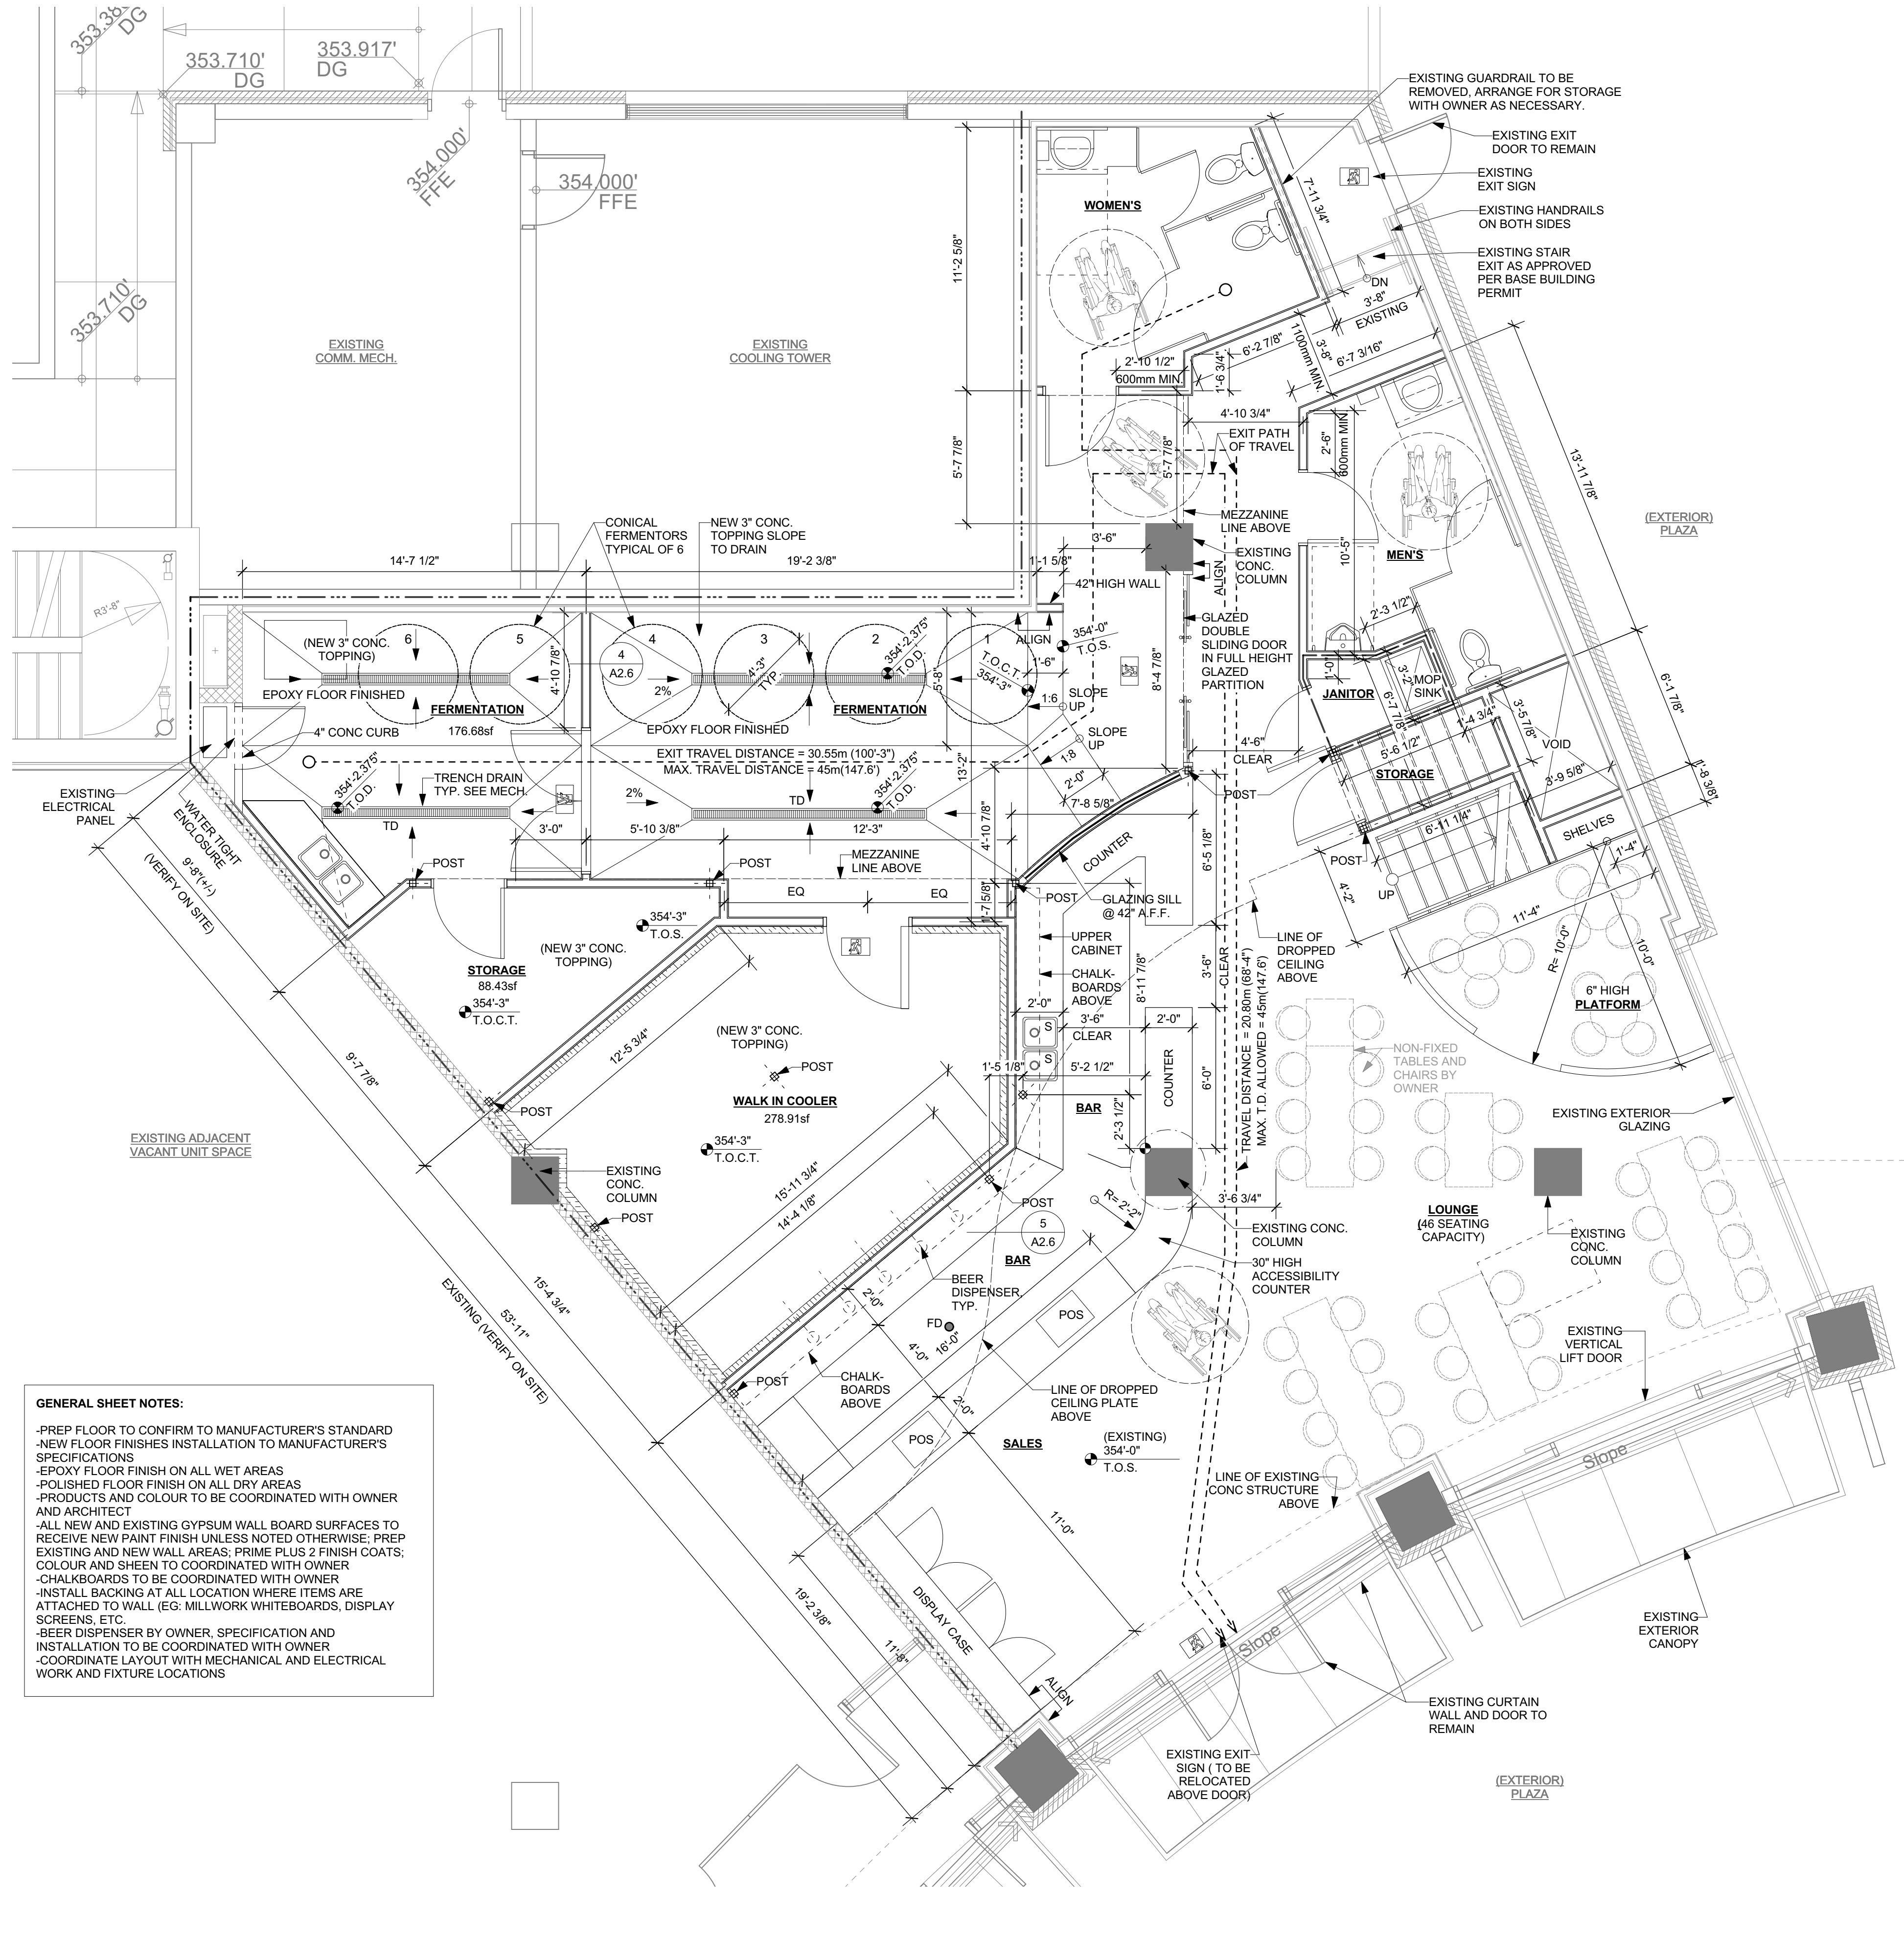 353.710'
DG
353.917'
DG
354.000'
FFE
354.000'
FFE
353.710'
DG
EXISTING
COMM. MECH.
EXISTING
COOLING TOWER
WOMEN'S
EXISTING GUARDRAIL TO BE
REMOVED, ARRANGE FOR STORAGE
WITH OWNER AS NECESSARY.
EXISTING EXIT
DOOR TO REMAIN
EXISTING
EXIT SIGN
EXISTING HANDRAILS
ON BOTH SIDES
EXISTING STAIR
EXIT AS APPROVED
PER BASE BUILDING
PERMIT
DN
7'-11 3/4"
3'-8"
EXISTING
11'-2 5/8"
5'-7 7/8"
2'-10 1/2"
600mm MIN.
1'-6 3/4"
6'-2 7/8"
1100mm MIN.
3'-8"
6'-7 3/16"
4'-10 3/4"
EXIT PATH
OF TRAVEL
5'-7 7/8"
2'-6"
600mm MIN
13'-11 7/8"
(EXTERIOR)
PLAZA
MEZZANINE
LINE ABOVE
EXISTING
CONC.
COLUMN
ALIGN
10'-5"
MEN'S
CONICAL
FERMENTORS
TYPICAL OF 6
NEW 3" CONC.
TOPPING SLOPE
TO DRAIN
14'-7 1/2"
19'-2 3/8"
1'-1 5/8"
3'-6"
42" HIGH WALL
R3'-8"
(NEW 3" CONC.
TOPPING)
6
5
4
3
2
1
4
A2.6
4'-10 7/8"
4'-3"
TYP.
354'-2.375"
T.O.D.
5'-8"
ALIGN
354'-0"
T.O.S.
T.O.C.T.
354'-3"
1'-6"
1:6
SLOPE
UP
SLOPE
UP
1:8
8'-4 7/8"
GLAZED
DOUBLE
SLIDING DOOR
IN FULL HEIGHT
GLAZED
PARTITION
2'-3 1/2"
1'-0"
3'-2"
MOP
SINK
JANITOR
6'-7 7/8"
1'-4 3/4"
3'-5 7/8"
6'-1 7/8"
VOID
5'-6 1/2"
STORAGE
3'-9 5/8"
1'-8 3/8"
EPOXY FLOOR FINISHED
FERMENTATION
176.68sf
4" CONC CURB
2%
FERMENTATION
EPOXY FLOOR FINISHED
EXIT TRAVEL DISTANCE = 30.55m (100'-3")
MAX. TRAVEL DISTANCE = 45m(147.6')
13'-2"
354'-2.375"
T.O.D.
TRENCH DRAIN
TYP. SEE MECH.
TD
2%
TD
354'-2.375"
T.O.D.
4'-6"
CLEAR
POST
2'-0"
7'-8 5/8"
COUNTER
6'-5 1/8"
6'-11 1/4"
SHELVES
1'-4"
POST
UP
4'-2"
11'-4"
R= 10'-0"
10'-0"
6" HIGH
PLATFORM
EXISTING
ELECTRICAL
PANEL
WATER TIGHT
ENCLOSURE
9'-8"(+/-)
(VERIFY ON SITE)
3'-0"
5'-10 3/8"
12'-3"
4'-10 7/8"
POST
POST
MEZZANINE
LINE ABOVE
EQ
EQ
1'-7 5/8"
POST
GLAZING SILL
@ 42" A.F.F.
354'-3"
T.O.S.
(NEW 3" CONC.
TOPPING)
STORAGE
88.43sf
354'-3"
T.O.C.T.
UPPER
CABINET
CHALK-
BOARDS
ABOVE
8'-11 7/8"
3'-6"
CLEAR
LINE OF
DROPPED
CEILING
ABOVE
2'-0"
S
S
3'-6"
CLEAR
2'-0"
1'-5 1/8"
5'-2 1/2"
COUNTER
6'-0"
BAR
2'-3 1/2"
TRAVEL DISTANCE = 20.80m (68'-4")
MAX. T.D. ALLOWED = 45m(147.6')
NON-FIXED
TABLES AND
CHAIRS BY
OWNER
EXISTING EXTERIOR
GLAZING
12'-5 3/4"
(NEW 3" CONC.
TOPPING)
POST
WALK IN COOLER
278.91sf
354'-3"
T.O.C.T.
9'-7 7/8"
POST
EXISTING
CONC.
COLUMN
POST
EXISTING ADJACENT
VACANT UNIT SPACE
15'-11 3/4"
14'-4 1/8"
POST
5
A2.6
BAR
R= 2'-2"
3'-6 3/4"
EXISTING CONC.
COLUMN
30" HIGH
ACCESSIBILITY
COUNTER
LOUNGE
(46 SEATING
CAPACITY)
EXISTING
CONC.
COLUMN
BEER
DISPENSER,
TYP.
2'-0"
FD
4'-0"
16'-0"
POS
POST
CHALK-
BOARDS
ABOVE
2'-0"
LINE OF DROPPED
CEILING PLATE
ABOVE
POS
SALES
(EXISTING)
354'-0"
T.O.S.
15'-4 3/4"
53'-11"
EXISTING (VERIFY ON SITE)
EXISTING
VERTICAL
LIFT DOOR
LINE OF EXISTING
CONC STRUCTURE
ABOVE
Slope
11'-0"
DISPLAY CASE
19'-2 3/8"
11'-8"
ALIGN
Slope
EXISTING
EXTERIOR
CANOPY
EXISTING CURTAIN
WALL AND DOOR TO
REMAIN
EXISTING EXIT
SIGN ( TO BE
RELOCATED
ABOVE DOOR)
(EXTERIOR)
PLAZA
GENERAL SHEET NOTES:
-PREP FLOOR TO CONFIRM TO MANUFACTURER'S STANDARD
-NEW FLOOR FINISHES INSTALLATION TO MANUFACTURER'S
SPECIFICATIONS
-EPOXY FLOOR FINISH ON ALL WET AREAS
-POLISHED FLOOR FINISH ON ALL DRY AREAS
-PRODUCTS AND COLOUR TO BE COORDINATED WITH OWNER
AND ARCHITECT
-ALL NEW AND EXISTING GYPSUM WALL BOARD SURFACES TO
RECEIVE NEW PAINT FINISH UNLESS NOTED OTHERWISE; PREP
EXISTING AND NEW WALL AREAS; PRIME PLUS 2 FINISH COATS;
COLOUR AND SHEEN TO COORDINATED WITH OWNER
-CHALKBOARDS TO BE COORDINATED WITH OWNER
-INSTALL BACKING AT ALL LOCATION WHERE ITEMS ARE
ATTACHED TO WALL (EG: MILLWORK WHITEBOARDS, DISPLAY
SCREENS, ETC.
-BEER DISPENSER BY OWNER, SPECIFICATION AND
INSTALLATION TO BE COORDINATED WITH OWNER
-COORDINATE LAYOUT WITH MECHANICAL AND ELECTRICAL
WORK AND FIXTURE LOCATIONS